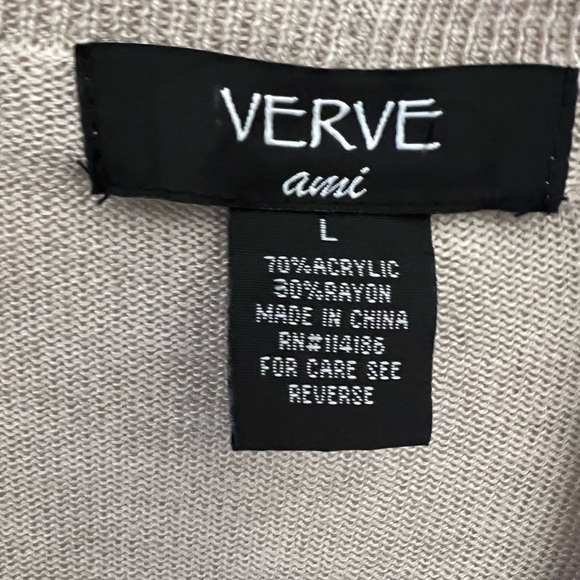 VERVE
ami
L
70%ACRYLIC
30%RAYON
MADE IN CHINA
RN#114186
FOR CARE SEE
REVERSE